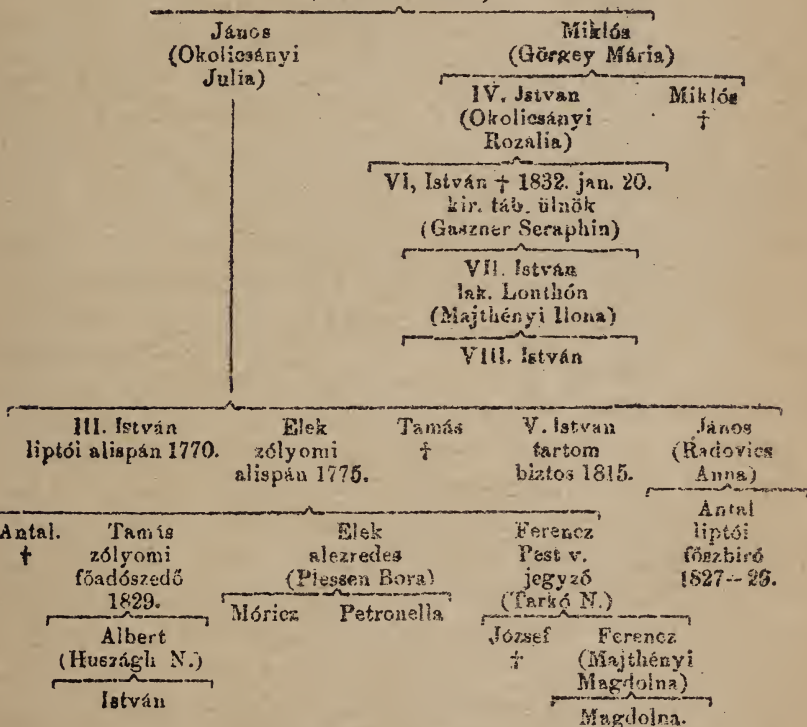 János
(Okolicsányi
Julia)
Miklós
(Görgey Mária)
IV. Istvan
(Okolicsányi
Rozália)
Miklós
†
VI, István † 1832. jan. 20.
kir. táb. ülnök
(Gaszner Seraphin)
VII. István
lak. Lonthón
(Majthényi Ilona)
VIII. István
III. István
liptói alispán 1770.
Elek
zólyomi
alispán 1775.
Tamás
†
V. Istvan
tartom
biztos 1815.
János
(Radovics
Anna)
Antal.
†
Tamás
zólyomi
főadószedő
1829.
Elek
alezredes
(Plessen Bora)
Ferencz
Pest v.
jegyző
(Tarkó N.)
Antal
liptói
főszbiró
1827--26.
Móricz
Petronella
Albert
(Huszágh N.)
József
†
Ferencz
(Majthényi
Magdolna)
István
Magdolna.